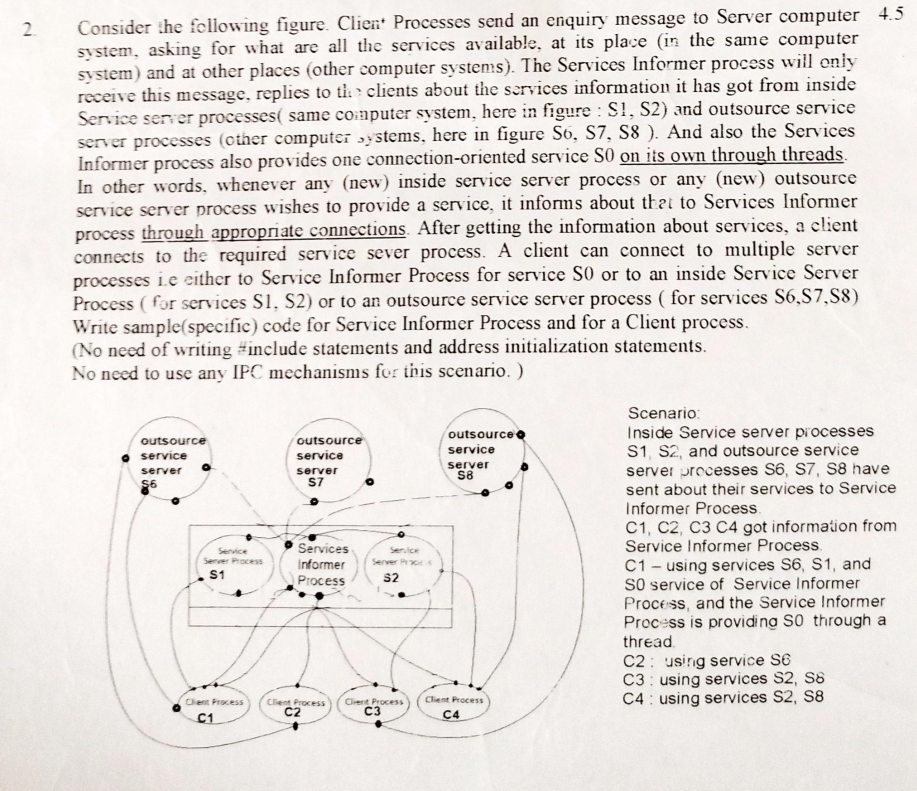 2. Consider the following figure. Client Processes send an enquiry message to Server computer 4.5
system, asking for what are all the services available, at its place (in the same computer
system) and at other places (other computer systems). The Services Informer process will only
receive this message, replies to the clients about the services information it has got from inside
Service server processes( same computer system, here in figure : S1, S2) and outsource service
server processes (other computer systems, here in figure S6, S7, S8 ). And also the Services
Informer process also provides one connection-oriented service S0 on its own through threads.
In other words, whenever any (new) inside service server process or any (new) outsource
service server process wishes to provide a service, it informs about that to Services Informer
process through appropriate connections. After getting the information about services, a client
connects to the required service sever process. A client can connect to multiple server
processes i.e either to Service Informer Process for service S0 or to an inside Service Server
Process ( for services S1, S2) or to an outsource service server process ( for services S6,S7,S8)
Write sample(specific) code for Service Informer Process and for a Client process.
(No need of writing #include statements and address initialization statements.
No need to use any IPC mechanisms for this scenario. )
outsource
service
server
S6
outsource
service
server
S7
outsource
service
server
S8
Service
Server Process
S1
Services
Informer
Process
Service
Server Process
S2
Client Process
C1
Client Process
C2
Client Process
C3
Client Process
C4
Scenario:
Inside Service server processes
S1, S2, and outsource service
server processes S6, S7, S8 have
sent about their services to Service
Informer Process.
C1, C2, C3 C4 got information from
Service Informer Process.
C1 – using services S6, S1, and
S0 service of Service Informer
Process, and the Service Informer
Process is providing S0 through a
thread.
C2 : using service S6
C3 : using services S2, S8
C4 : using services S2, S8